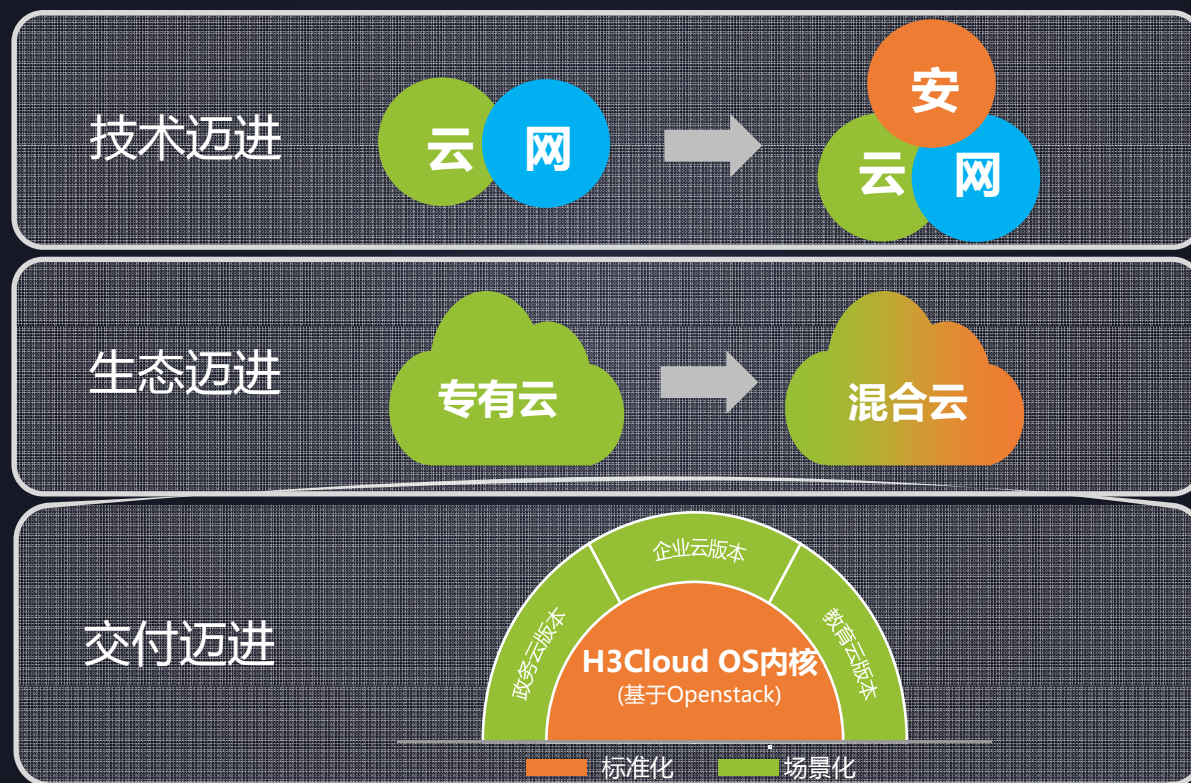 技术迈进
云
网
安
云
网
生态迈进
专有云
混合云
交付迈进
政务云版本
企业云版本
教育云版本
H3Cloud OS内核
(基于Openstack)
标准化
场景化